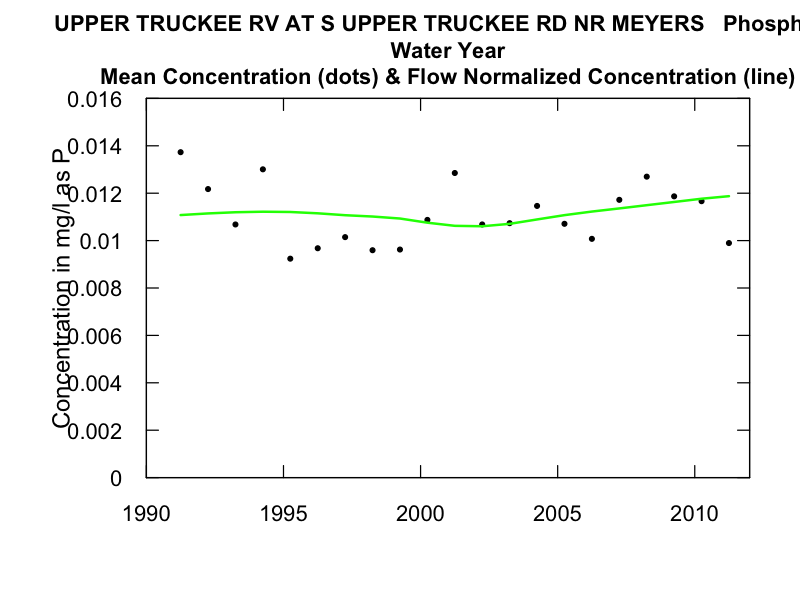 UPPER TRUCKEE RV AT S UPPER TRUCKEE RD NR MEYERS Phosph
Water Year
Mean Concentration (dots) & Flow Normalized Concentration (line)
Concentration in mg/l as P
0.016
0.014
0.012
0.01
0.008
0.006
0.004
0.002
0
1990 1995 2000 2005 2010